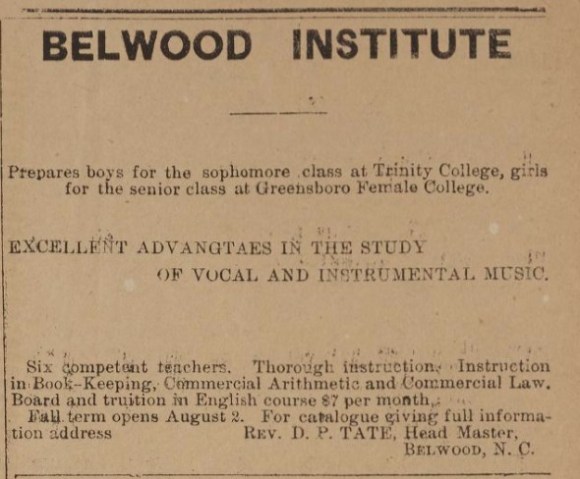 BELWOOD INSTITUTE
Prepares boys for the sophomore class at Trinity College, girls
for the senior class at Greensboro Female College.
EXCELLENT ADVANGTAES IN THE STUDY
OF VOCAL AND INSTRUMENTAL MUSIC.
Six competent teachers. Thorough instruction. Instruction
in Book-Keeping, Commercial Arithmetic and Commercial Law.
Board and truition in English course $7 per month.
Fall term opens August 2. For catalogue giving full informa-
tion address REV. D. P. TATE, Head Master,
BELWOOD, N. C.